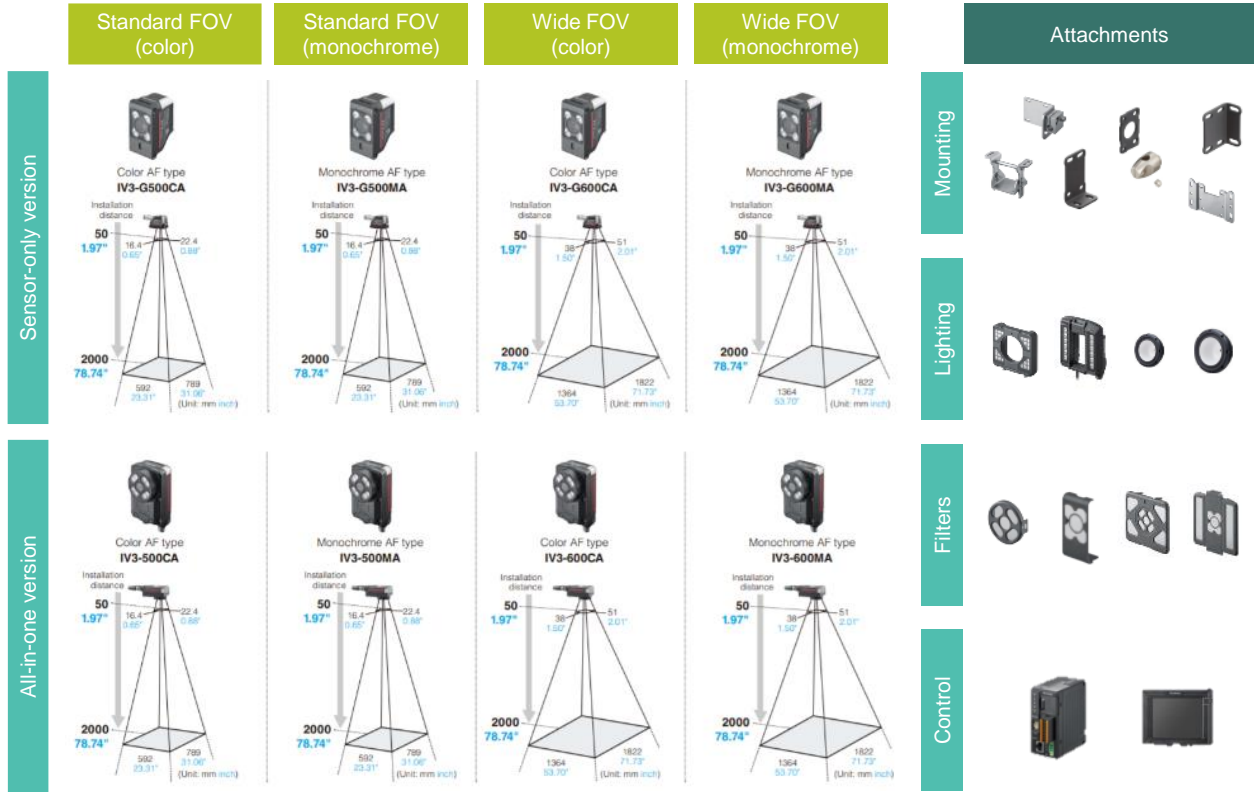 Standard FOV
(color)
Standard FOV
(monochrome)
Wide FOV
(color)
Wide FOV
(monochrome)
Attachments
Sensor-only version
Color AF type
IV3-G500CA
Installation
distance
50
1.97"
16.4
0.65"
22.4
0.88"
2000
78.74"
592
23.31"
789
31.06"
(Unit: mm inch)
Monochrome AF type
IV3-G500MA
Installation
distance
50
1.97"
16.4
0.65"
22.4
0.88"
2000
78.74"
592
23.31"
789
31.06"
(Unit: mm inch)
Color AF type
IV3-G600CA
Installation
distance
50
1.97"
38
1.50"
51
2.01"
2000
78.74"
1364
53.70"
1822
71.73"
(Unit: mm inch)
Monochrome AF type
IV3-G600MA
Installation
distance
50
1.97"
38
1.50"
51
2.01"
2000
78.74"
1364
53.70"
1822
71.73"
(Unit: mm inch)
All-in-one version
Color AF type
IV3-500CA
Installation
distance
50
1.97"
16.4
0.65"
22.4
0.88"
2000
78.74"
592
23.31"
789
31.06"
(Unit: mm inch)
Monochrome AF type
IV3-500MA
Installation
distance
50
1.97"
16.4
0.65"
22.4
0.88"
2000
78.74"
592
23.31"
789
31.06"
(Unit: mm inch)
Color AF type
IV3-600CA
Installation
distance
50
1.97"
38
1.50"
51
2.01"
2000
78.74"
1364
53.70"
1822
71.73"
(Unit: mm inch)
Monochrome AF type
IV3-600MA
Installation
distance
50
1.97"
38
1.50"
51
2.01"
2000
78.74"
1364
53.70"
1822
71.73"
(Unit: mm inch)
Mounting
Lighting
Filters
Control